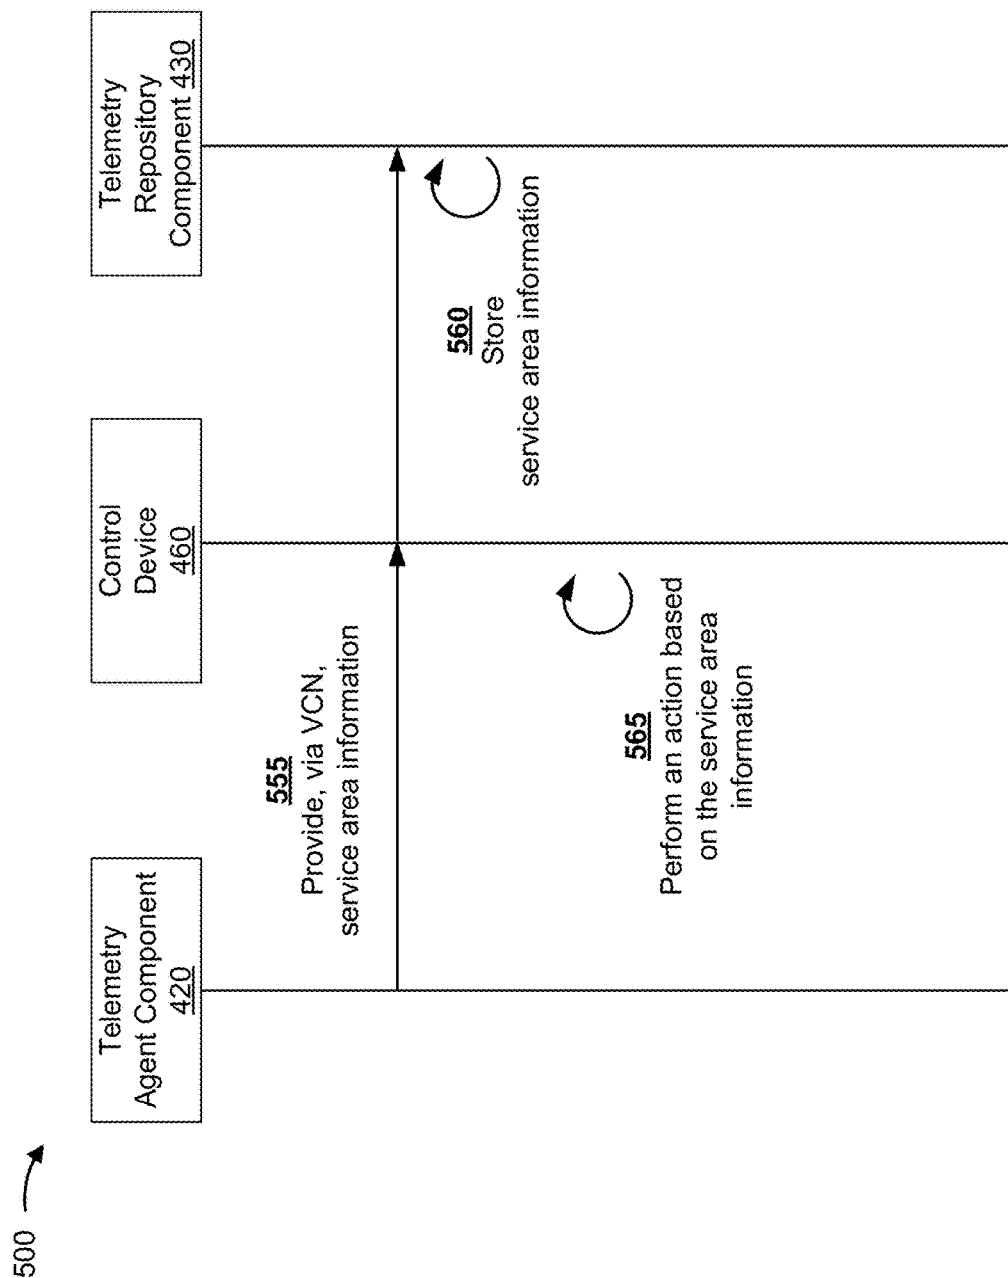 500
Telemetry
Agent Component
420
Control
Device
460
Telemetry
Repository
Component 430
555
Provide, via VCN,
service area information
560
Store
service area information
565
Perform an action based
on the service area
information